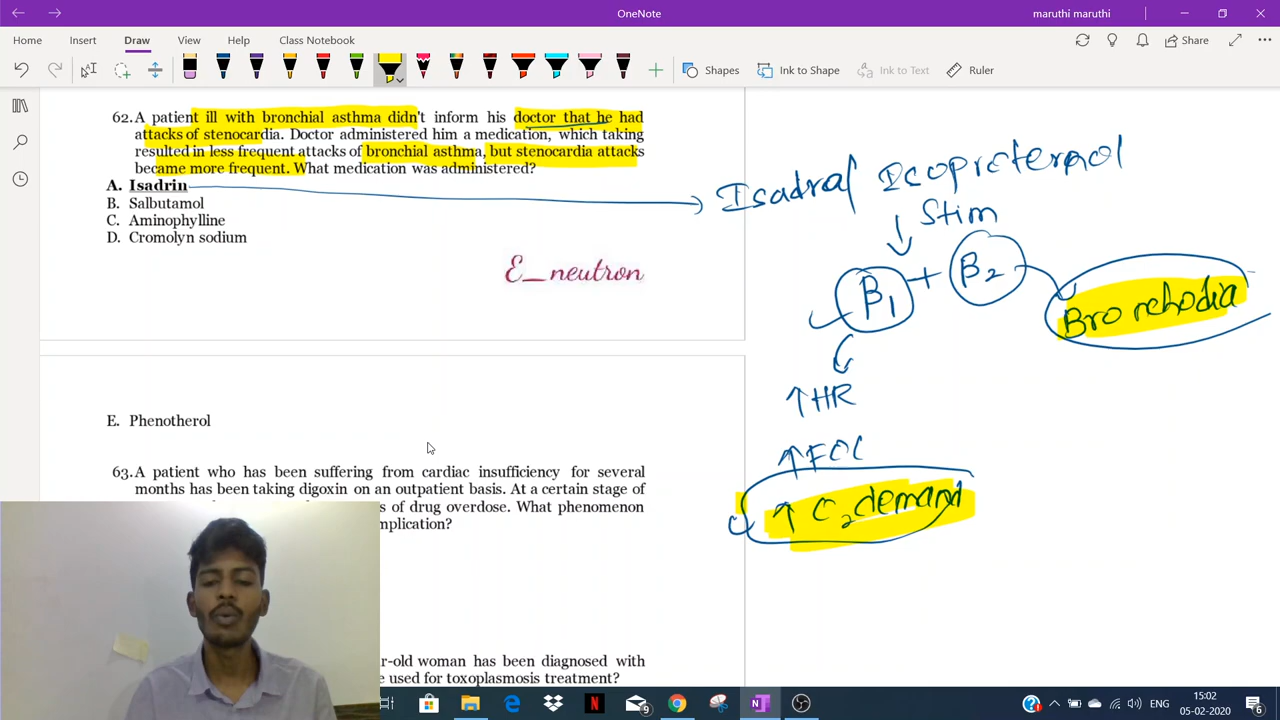 OneNote
maruthi maruthi
Home Insert Draw View Help Class Notebook
Share
Shapes
Ink to Shape
Ink to Text
Ruler
62. A patient ill with bronchial asthma didn't inform his doctor that he had
attacks of stenocardia. Doctor administered him a medication, which taking
resulted in less frequent attacks of bronchial asthma, but stenocardia attacks
became more frequent. What medication was administered?
A. Isadrin
B. Salbutamol
C. Aminophylline
D. Cromolyn sodium
E_neutron
E. Phenotherol
63. A patient who has been suffering from cardiac insufficiency for several
months has been taking digoxin on an outpatient basis. At a certain stage of
s of drug overdose. What phenomenon
mplication?
r-old woman has been diagnosed with
e used for toxoplasmosis treatment?
Stim
β1 + β2
↑HR
demand
ENG
15:02
05-02-2020
9
6